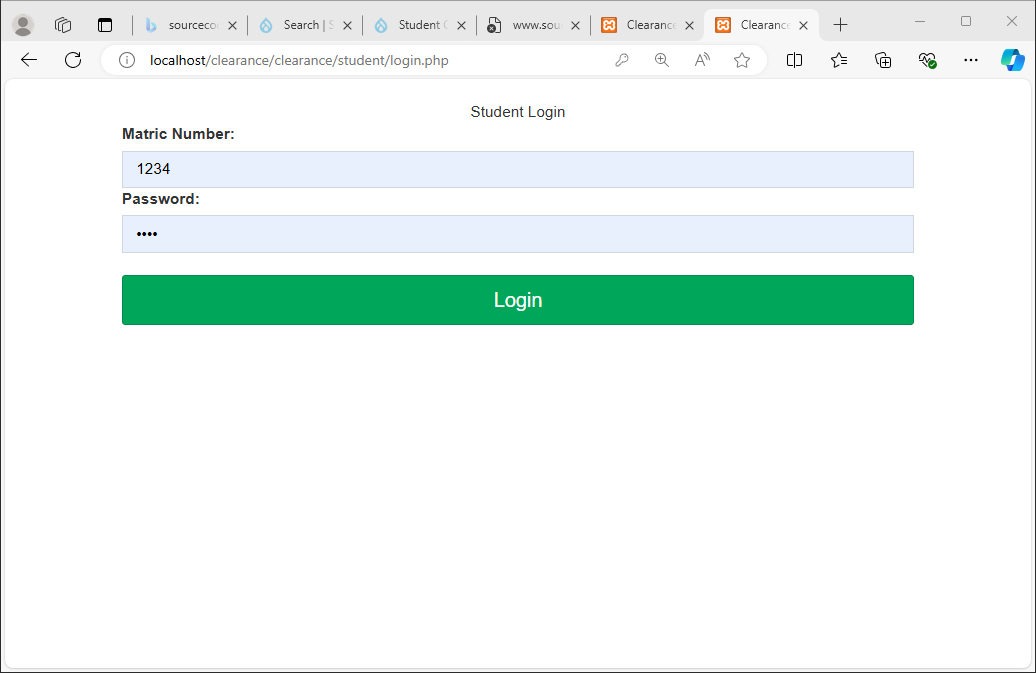 sourceco
Search | S
Student C
www.sou
Clearance
Clearance
localhost/clearance/clearance/student/login.php
Student Login
Matric Number:
1234
Password:
••••
Login